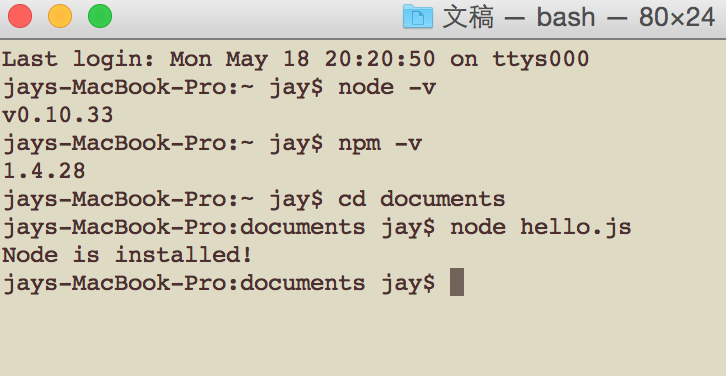 文稿 — bash — 80×24
Last login: Mon May 18 20:20:50 on ttys000
jays-MacBook-Pro:~ jay$ node -v
v0.10.33
jays-MacBook-Pro:~ jay$ npm -v
1.4.28
jays-MacBook-Pro:~ jay$ cd documents
jays-MacBook-Pro:documents jay$ node hello.js
Node is installed!
jays-MacBook-Pro:documents jay$